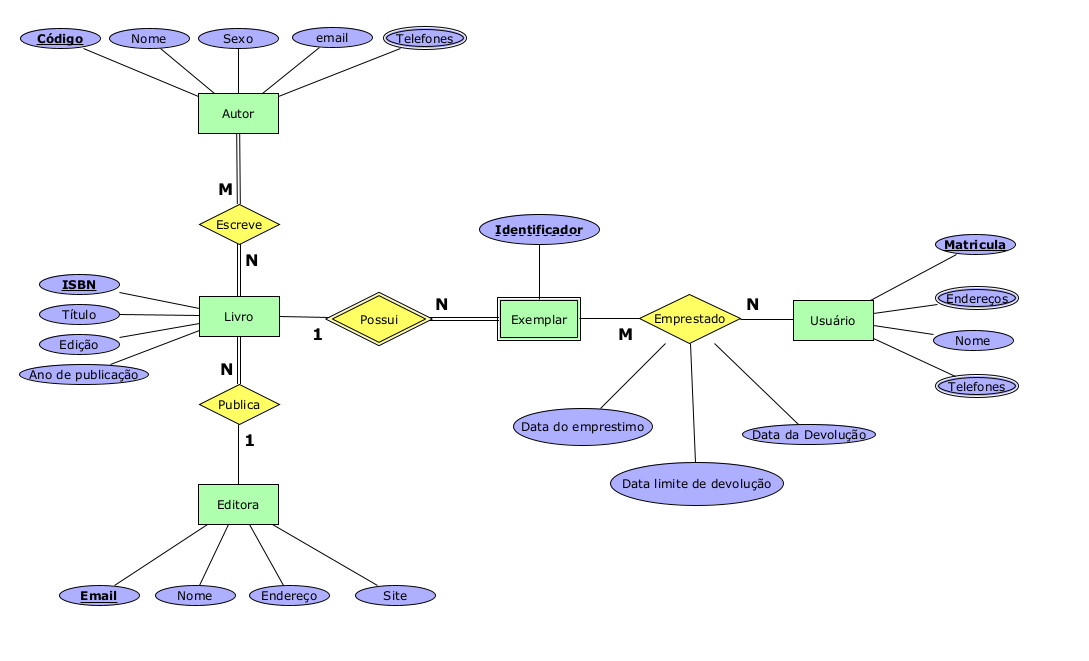 Código
Nome
Sexo
email
Telefones
Autor
M
Escreve
N
ISBN
Título
Edição
Ano de publicação
Livro
1
Possui
N
Identificador
Exemplar
M
Emprestado
N
Usuário
Matricula
Endereços
Nome
Telefones
Data do emprestimo
Data limite de devolução
Data da Devolução
N
Publica
1
Editora
Email
Nome
Endereço
Site